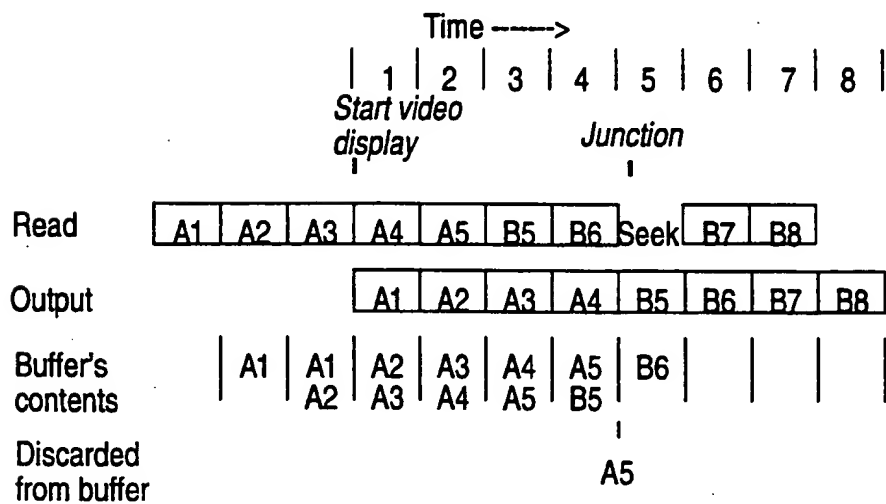 Time ----->
1 2 3 4 5 6 7 8
Start video
display
Junction
Read A1 A2 A3 A4 A5 B5 B6 Seek B7 B8
Output A1 A2 A3 A4 B5 B6 B7 B8
Buffer's A1 A1 A2 A3 A4 A5 B6
contents A2 A3 A4 A5 B5
Discarded
from buffer A5